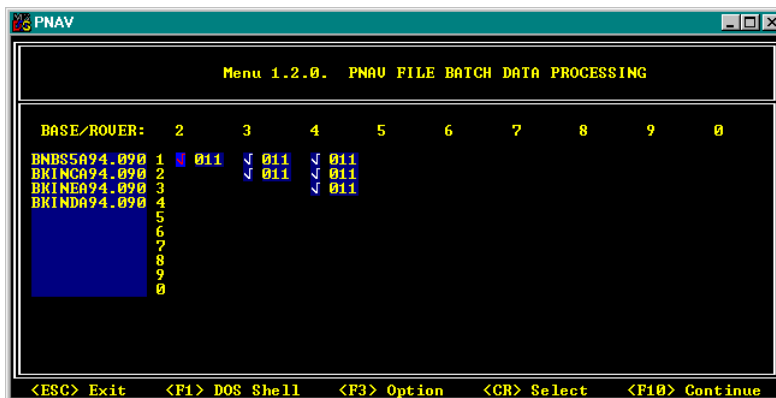 PNAV
Menu 1.2.0. PNAV FILE BATCH DATA PROCESSING
BASE/ROVER: 2 3 4 5 6 7 8 9 0
BNBS5A94.090 1 √ 011 √ 011 √ 011
BKINCA94.090 2 √ 011 √ 011
BKINEA94.090 3 √ 011
BKINDA94.090 4
5
6
7
8
9
0
<ESC> Exit <F1> DOS Shell <F3> Option <CR> Select <F10> Continue